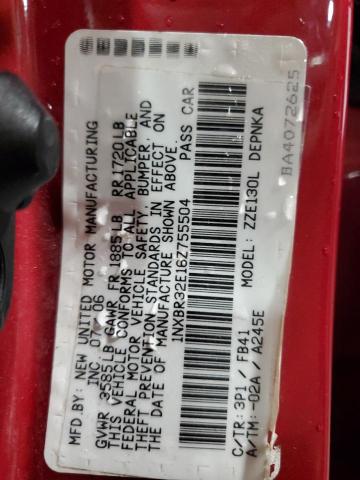 MFD.BY: NEW UNITED MOTOR MANUFACTURING
INC 07/06
GVWR 3585LB GAWR FR 1885LB RR1720LB
THIS VEHICLE CONFORMS TO ALL APPLICABLE
FEDERAL MOTOR VEHICLE SAFETY, BUMPER, AND
THEFT PREVENTION STANDARDS IN EFFECT ON
THE DATE OF MANUFACTURE SHOWN ABOVE.
1NXBR32E16Z755504 PASS CAR
C/TR: 3P1 / FB41 MODEL: ZZE130L DEPNKA
A/TM: -02A / A245E
BA4072625